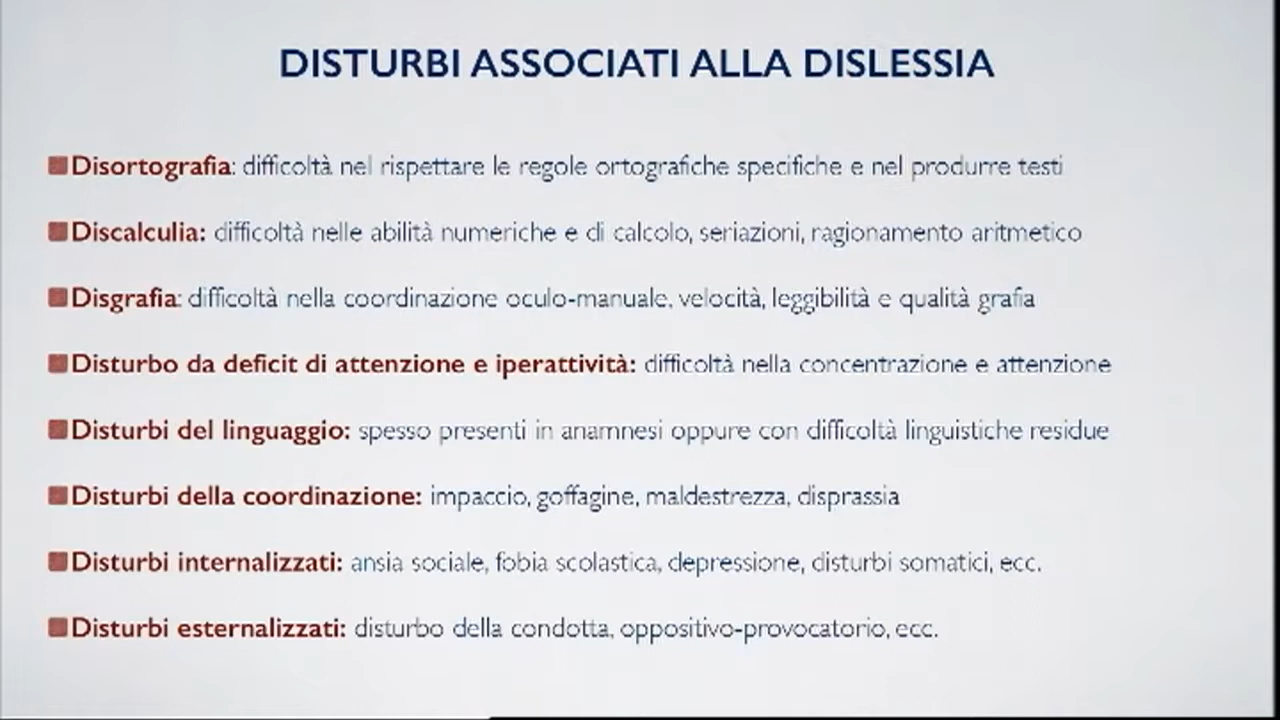 DISTURBI ASSOCIATI ALLA DISLESSIA
Disortografia: difficoltà nel rispettare le regole ortografiche specifiche e nel produrre testi
Discalculia: difficoltà nelle abilità numeriche e di calcolo, seriazioni, ragionamento aritmetico
Disgrafia: difficoltà nella coordinazione oculo-manuale, velocità, leggibilità e qualità grafia
Disturbo da deficit di attenzione e iperattività: difficoltà nella concentrazione e attenzione
Disturbi del linguaggio: spesso presenti in anamnesi oppure con difficoltà linguistiche residue
Disturbi della coordinazione: impaccio, goffagine, maldestrezza, disprassia
Disturbi internalizzati: ansia sociale, fobia scolastica, depressione, disturbi somatici, ecc.
Disturbi esternalizzati: disturbo della condotta, oppositivo-provocatorio, ecc.